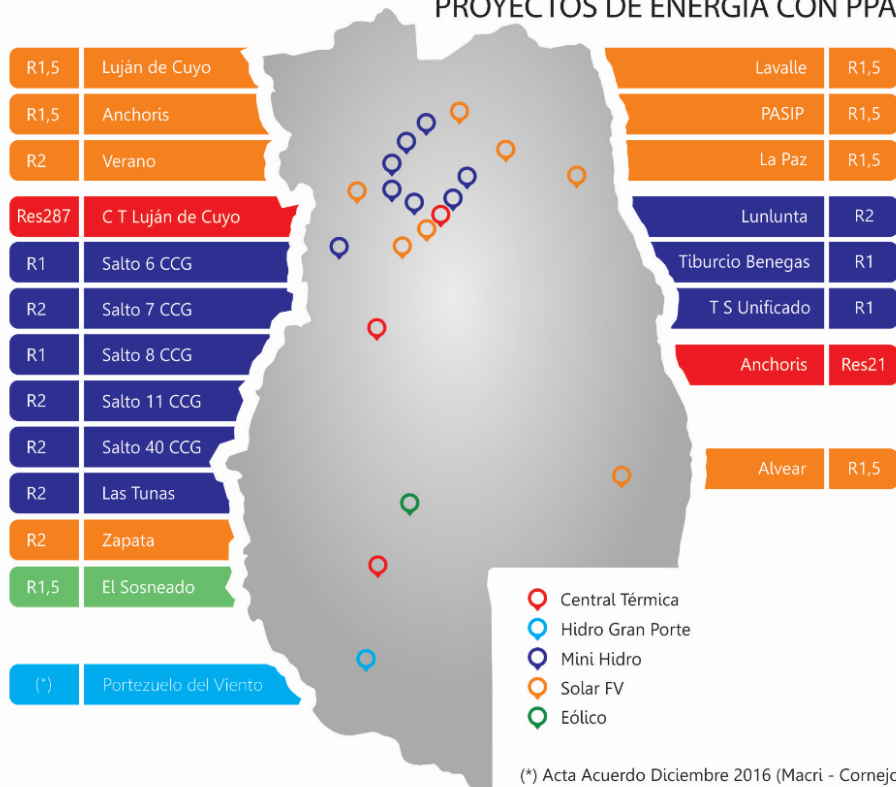 PROYECTOS DE ENERGÍA CON PPA
R1,5 Luján de Cuyo
R1,5 Anchoris
R2 Verano
Res287 C T Luján de Cuyo
R1 Salto 6 CCG
R2 Salto 7 CCG
R1 Salto 8 CCG
R2 Salto 11 CCG
R2 Salto 40 CCG
R2 Las Tunas
R2 Zapata
R1,5 El Sosneado
(*) Portezuelo del Viento
Lavalle R1,5
PASIP R1,5
La Paz R1,5
Lunlunta R2
Tiburcio Benegas R1
T S Unificado R1
Anchoris Res21
Alvear R1,5
Central Térmica
Hidro Gran Porte
Mini Hidro
Solar FV
Eólico
(*) Acta Acuerdo Diciembre 2016 (Macri - Cornejo